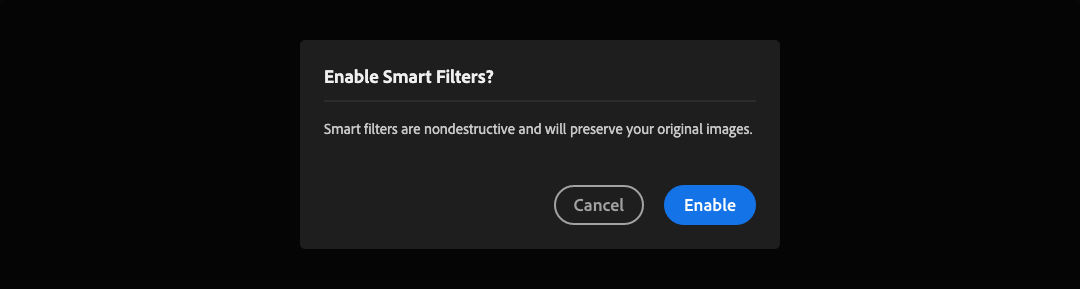 Enable Smart Filters?
Smart filters are nondestructive and will preserve your original images.
Cancel
Enable